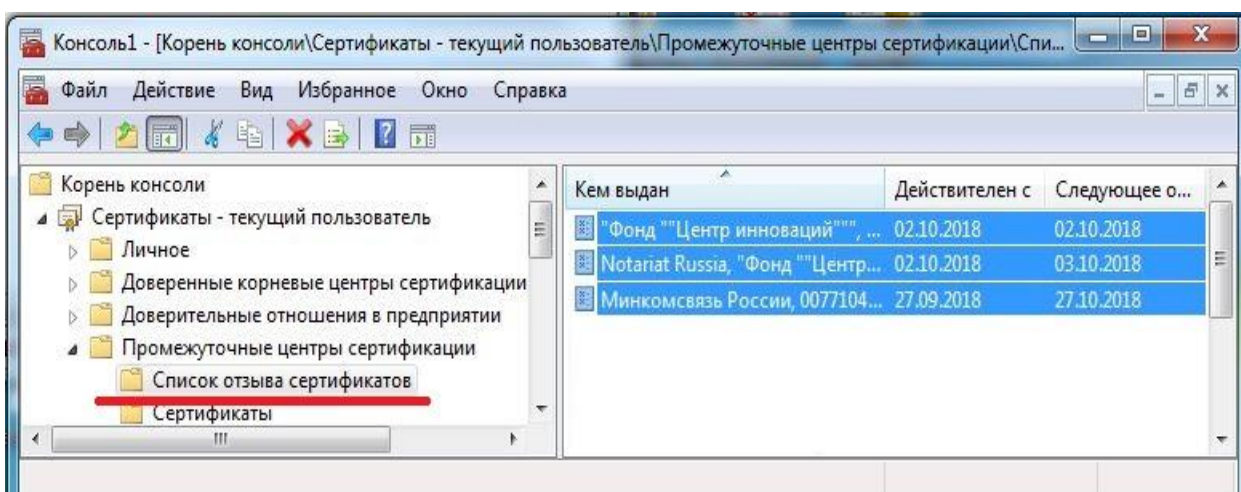 Консоль1 - [Корень консоли\Сертификаты - текущий пользователь\Промежуточные центры сертификации\Спи...
Файл Действие Вид Избранное Окно Справка
Корень консоли
Сертификаты - текущий пользователь
Личное
Доверенные корневые центры сертификации
Доверительные отношения в предприятии
Промежуточные центры сертификации
Список отзыва сертификатов
Сертификаты
Кем выдан Действителен с Следующее о...
"Фонд ""Центр инноваций""", ... 02.10.2018 02.10.2018
Notariat Russia, "Фонд ""Центр... 02.10.2018 03.10.2018
Минкомсвязь России, 0077104... 27.09.2018 27.10.2018